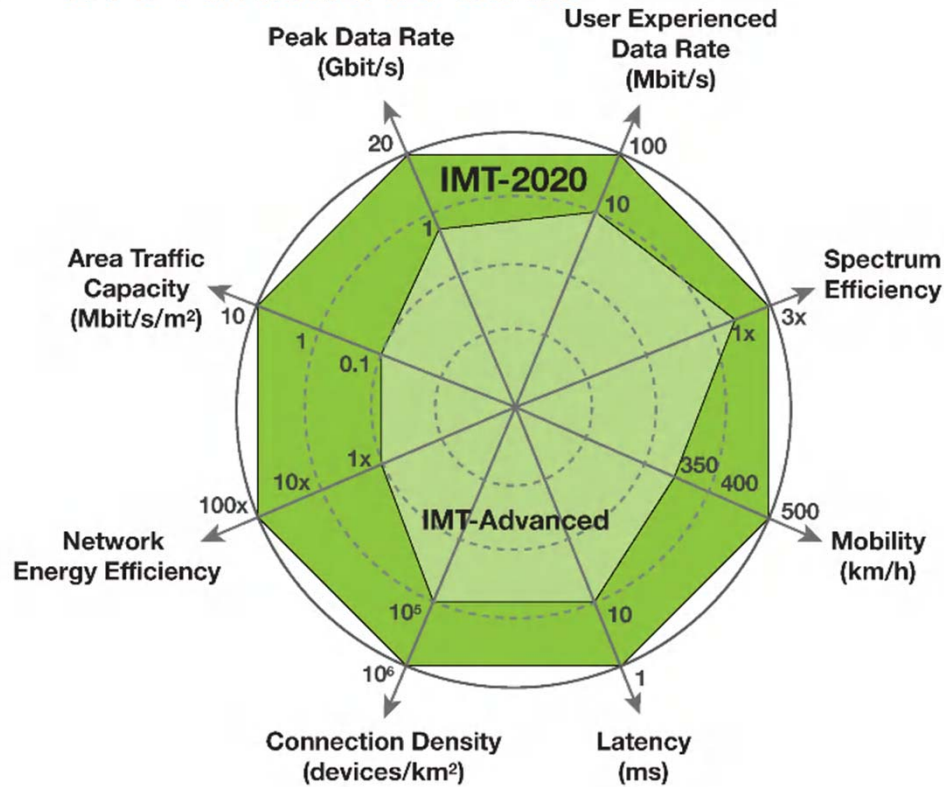 Peak Data Rate
(Gbit/s)
User Experienced
Data Rate
(Mbit/s)
20
100
IMT-2020
1
10
Area Traffic
Capacity
(Mbit/s/m²)
Spectrum
Efficiency
10
1
0.1
1x
3x
1x
10x
100x
350
400
500
IMT-Advanced
Network
Energy Efficiency
Mobility
(km/h)
10⁵
10
10⁶
1
Connection Density
(devices/km²)
Latency
(ms)